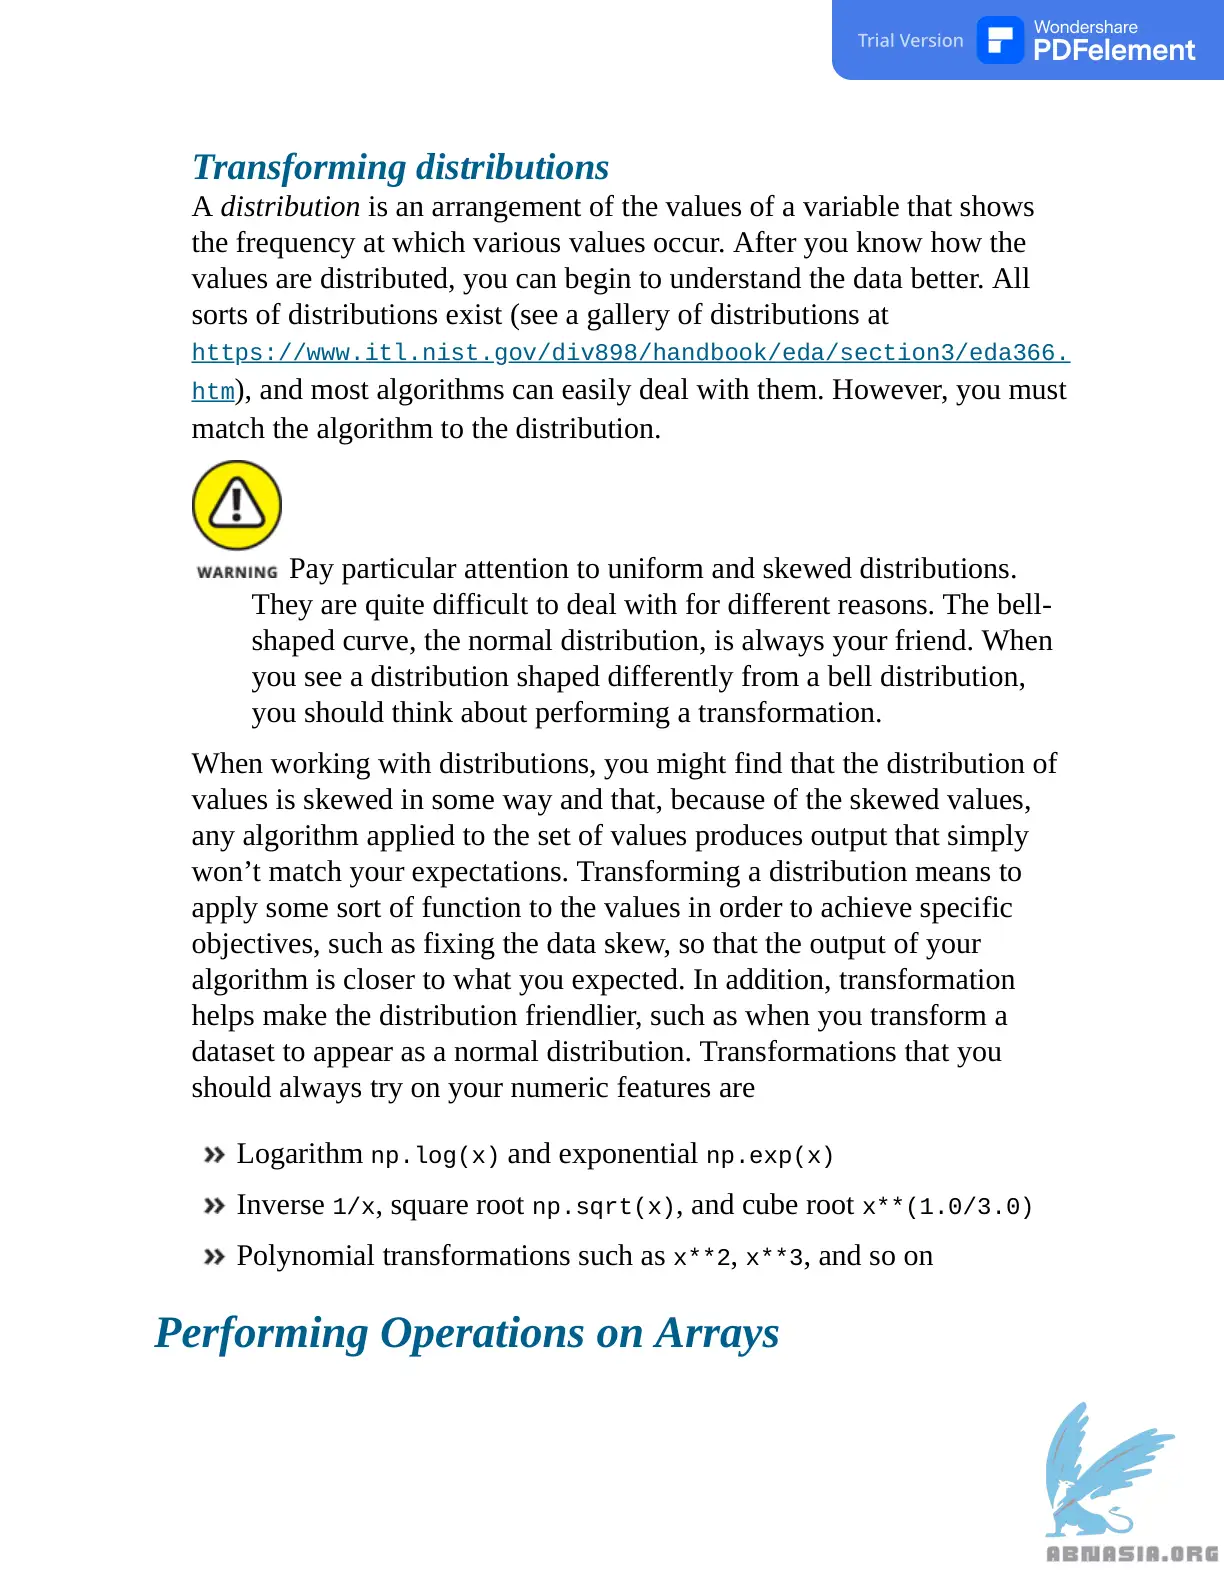 Trial Version
Wondershare
PDFelement
Transforming distributions
A distribution is an arrangement of the values of a variable that shows
the frequency at which various values occur. After you know how the
values are distributed, you can begin to understand the data better. All
sorts of distributions exist (see a gallery of distributions at
https://www.itl.nist.gov/div898/handbook/eda/section3/eda366.
htm), and most algorithms can easily deal with them. However, you must
match the algorithm to the distribution.
WARNING Pay particular attention to uniform and skewed distributions.
They are quite difficult to deal with for different reasons. The bell-
shaped curve, the normal distribution, is always your friend. When
you see a distribution shaped differently from a bell distribution,
you should think about performing a transformation.
When working with distributions, you might find that the distribution of
values is skewed in some way and that, because of the skewed values,
any algorithm applied to the set of values produces output that simply
won’t match your expectations. Transforming a distribution means to
apply some sort of function to the values in order to achieve specific
objectives, such as fixing the data skew, so that the output of your
algorithm is closer to what you expected. In addition, transformation
helps make the distribution friendlier, such as when you transform a
dataset to appear as a normal distribution. Transformations that you
should always try on your numeric features are
» Logarithm np.log(x) and exponential np.exp(x)
» Inverse 1/x, square root np.sqrt(x), and cube root x**(1.0/3.0)
» Polynomial transformations such as x**2, x**3, and so on
Performing Operations on Arrays
ABNASIA.ORG